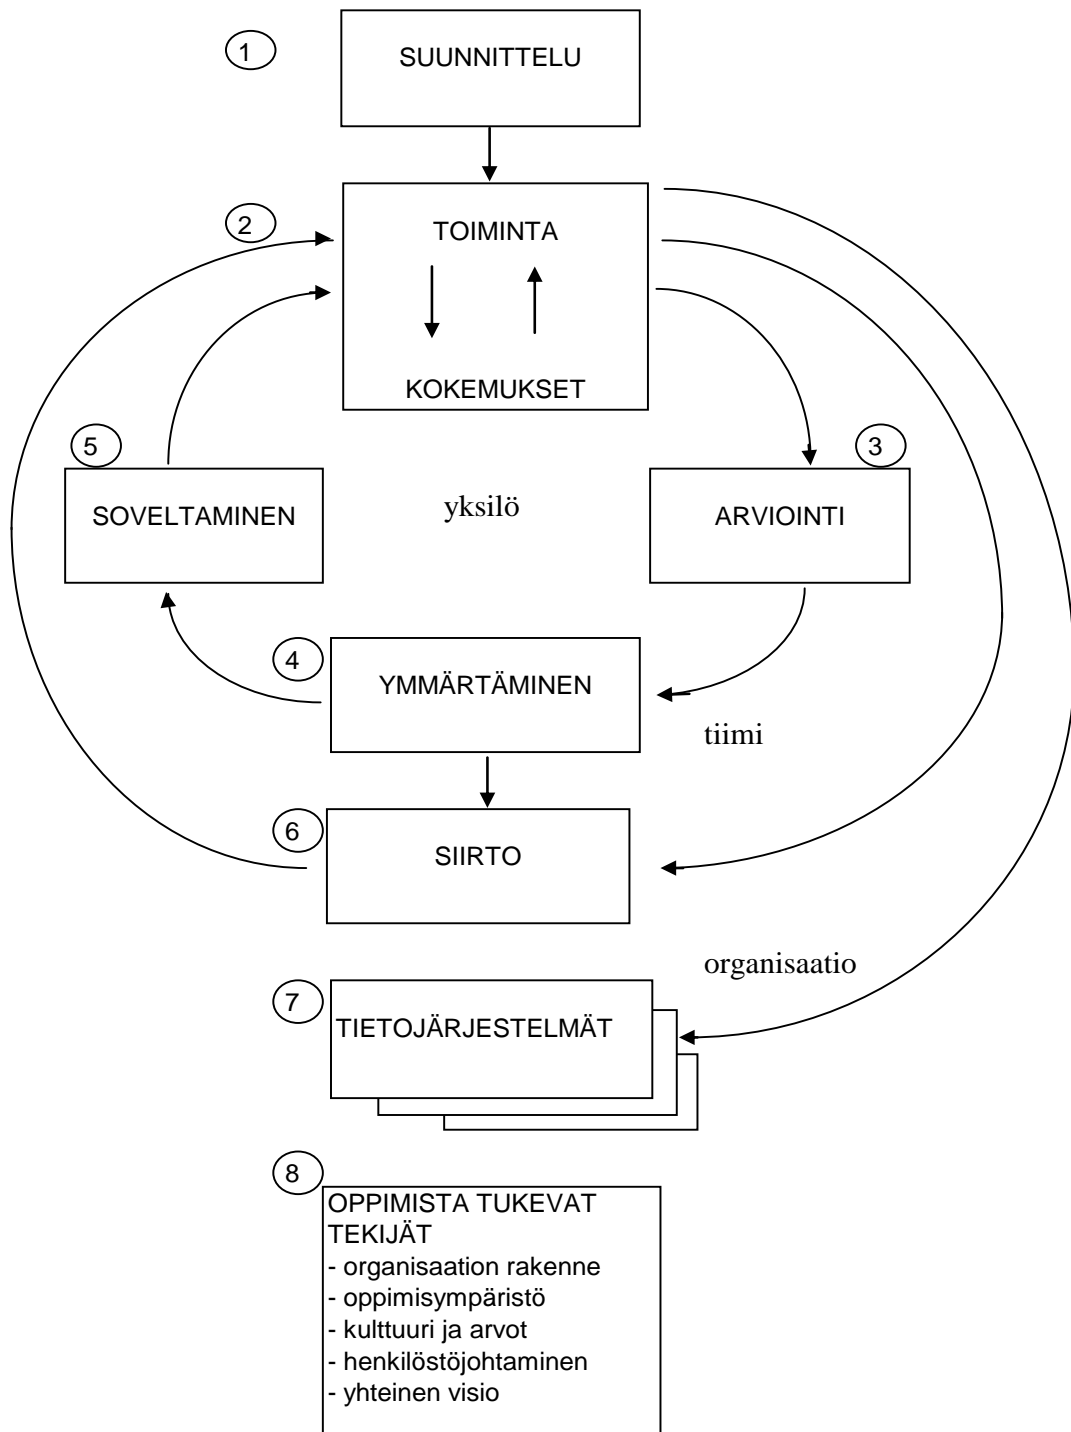 1
SUUNNITTELU
2
TOIMINTA
KOKEMUKSET
5
3
SOVELTAMINEN
yksilö
ARVIOINTI
4
YMMÄRTÄMINEN
tiimi
6
SIIRTO
organisaatio
7
TIETOJÄRJESTELMÄT
8
OPPIMISTA TUKEVAT
TEKIJÄT
- organisaation rakenne
- oppimisympäristö
- kulttuuri ja arvot
- henkilöstöjohtaminen
- yhteinen visio